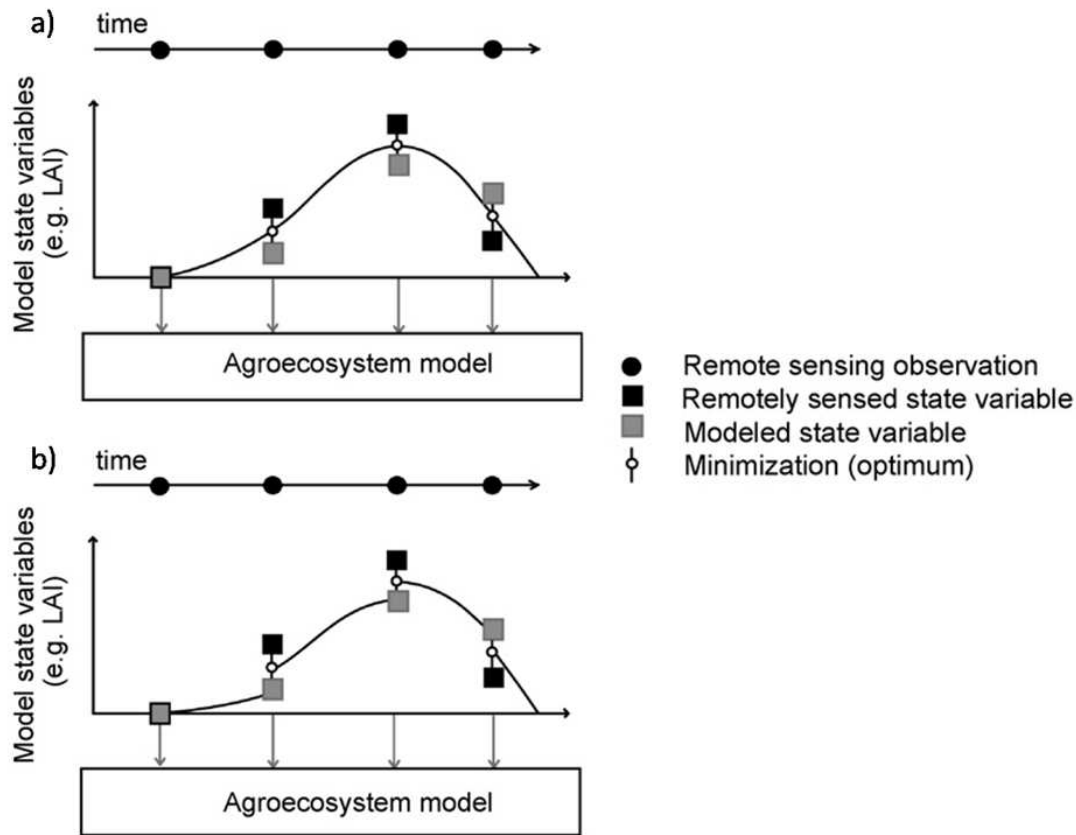 a)
time
Model state variables
(e.g. LAI)
Agroecosystem model
Remote sensing observation
Remotely sensed state variable
Modeled state variable
Minimization (optimum)
b)
time
Model state variables
(e.g. LAI)
Agroecosystem model